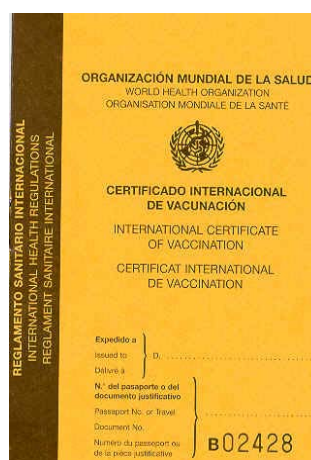 ORGANIZACIÓN MUNDIAL DE LA SALUD
WORLD HEALTH ORGANIZATION
ORGANISATION MONDIALE DE LA SANTÉ
CERTIFICADO INTERNACIONAL
DE VACUNACIÓN
INTERNATIONAL CERTIFICATE
OF VACCINATION
CERTIFICAT INTERNATIONAL
DE VACCINATION
REGLAMENTO SANITARIO INTERNACIONAL
INTERNATIONAL HEALTH REGULATIONS
REGLAMENT SANITAIRE INTERNATIONAL
Expedido a
Issued to
D.
Délivré à
N.° del pasaporte o del
documento justificativo
Passaport No. or Travel
Document No.
Numéro du passeport ou
de la pièce justificative
B02428